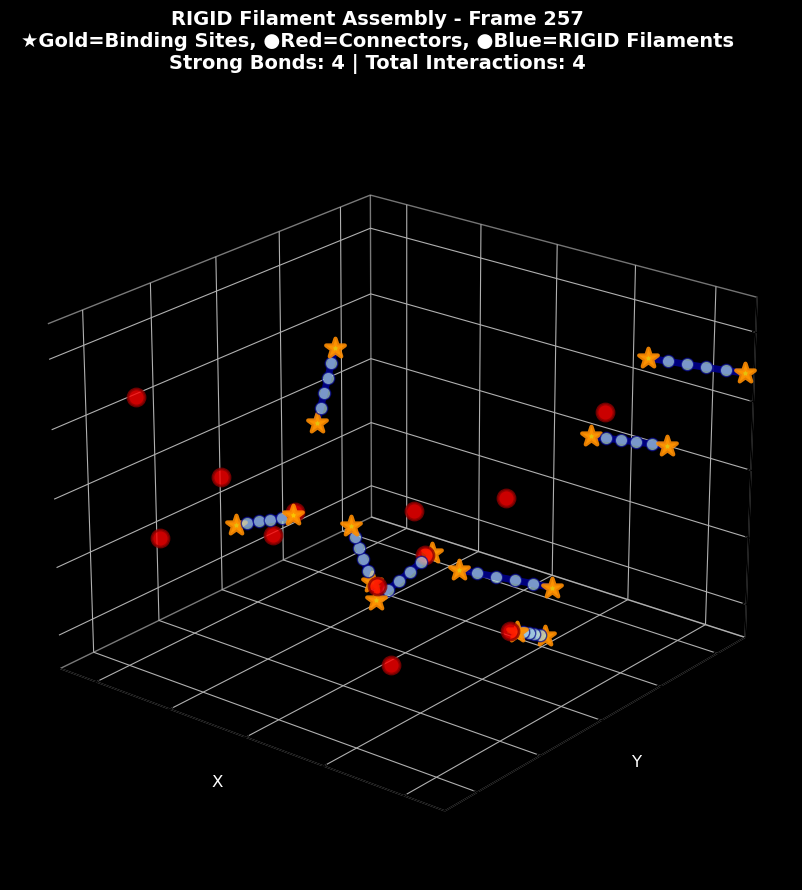 RIGID Filament Assembly - Frame 257
★Gold=Binding Sites, ●Red=Connectors, ●Blue=RIGID Filaments
Strong Bonds: 4 | Total Interactions: 4
X
Y